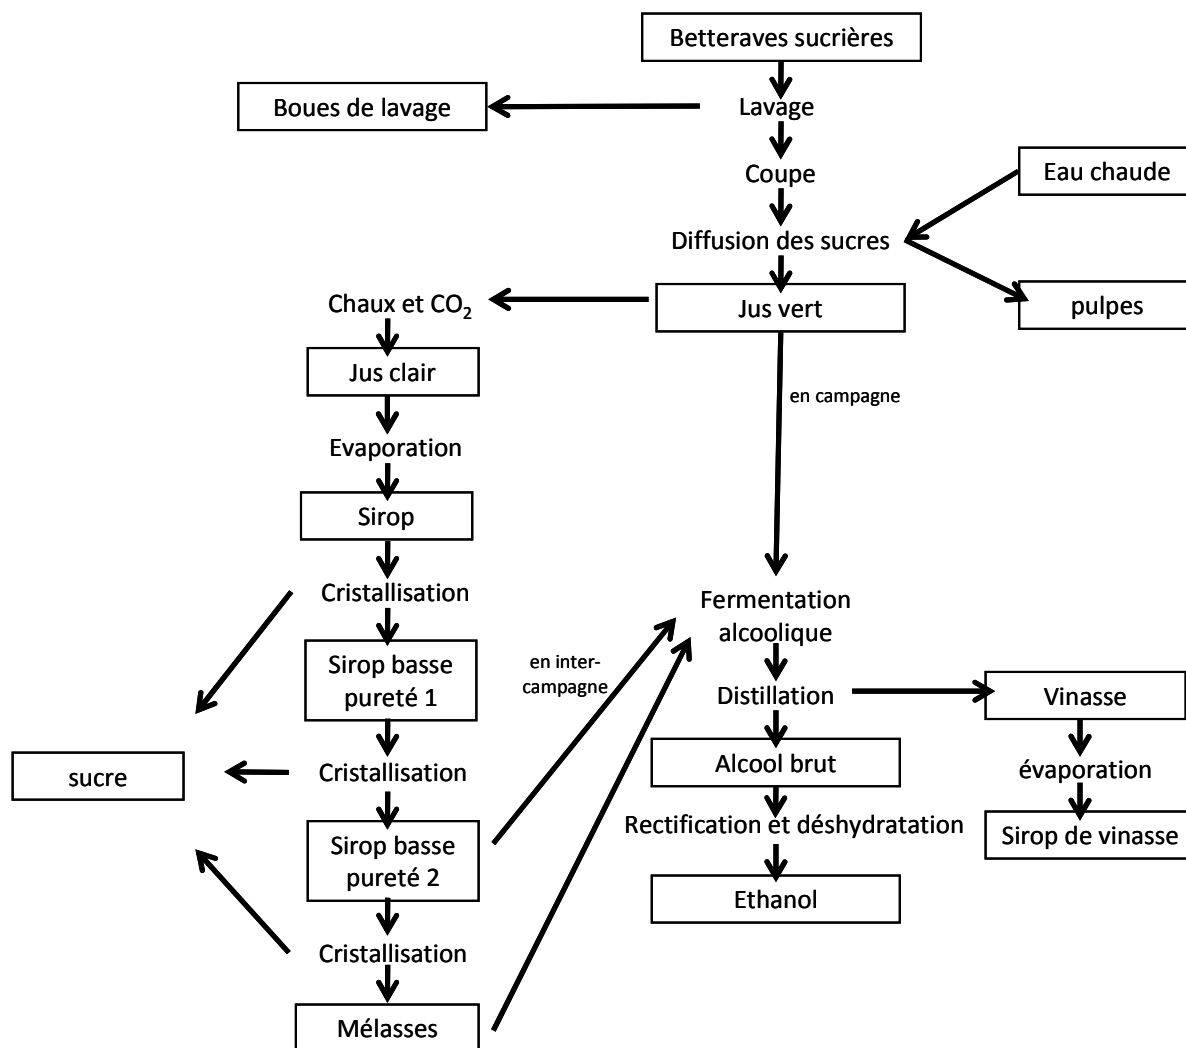 Betteraves sucrières
Boues de lavage
Lavage
Coupe
Eau chaude
Diffusion des sucres
Chaux et CO₂
Jus vert
pulpes
Jus clair
en campagne
Evaporation
Sirop
Cristallisation
Fermentation
alcoolique
Sirop basse
pureté 1
en inter-
campagne
Distillation
Vinasse
sucre
Cristallisation
Alcool brut
évaporation
Sirop basse
pureté 2
Rectification et déshydratation
Sirop de vinasse
Ethanol
Cristallisation
Mélasses